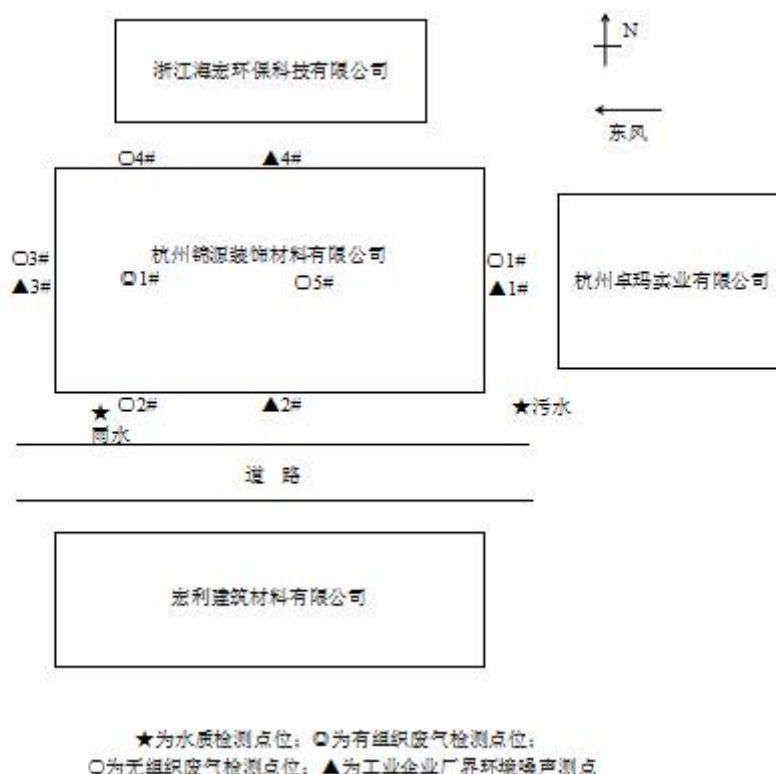 浙江海宏环保科技有限公司
N
东风
○4#
▲4#
杭州锦源装饰材料有限公司
○3#
▲3#
◎1#
○5#
○1#
▲1#
杭州卓玛实业有限公司
★
雨水
○2#
▲2#
★污水
道 路
宏利建筑材料有限公司
★为水质检测点位；◎为有组织废气检测点位；
○为无组织废气检测点位；▲为工业企业厂界环境噪声测点